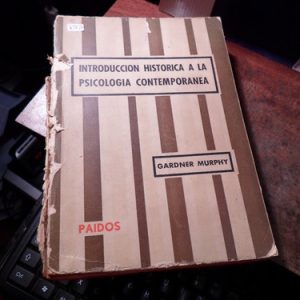 INTRODUCCION HISTORICA A LA
PSICOLOGIA CONTEMPORANEA
GARDNER MURPHY
PAIDOS